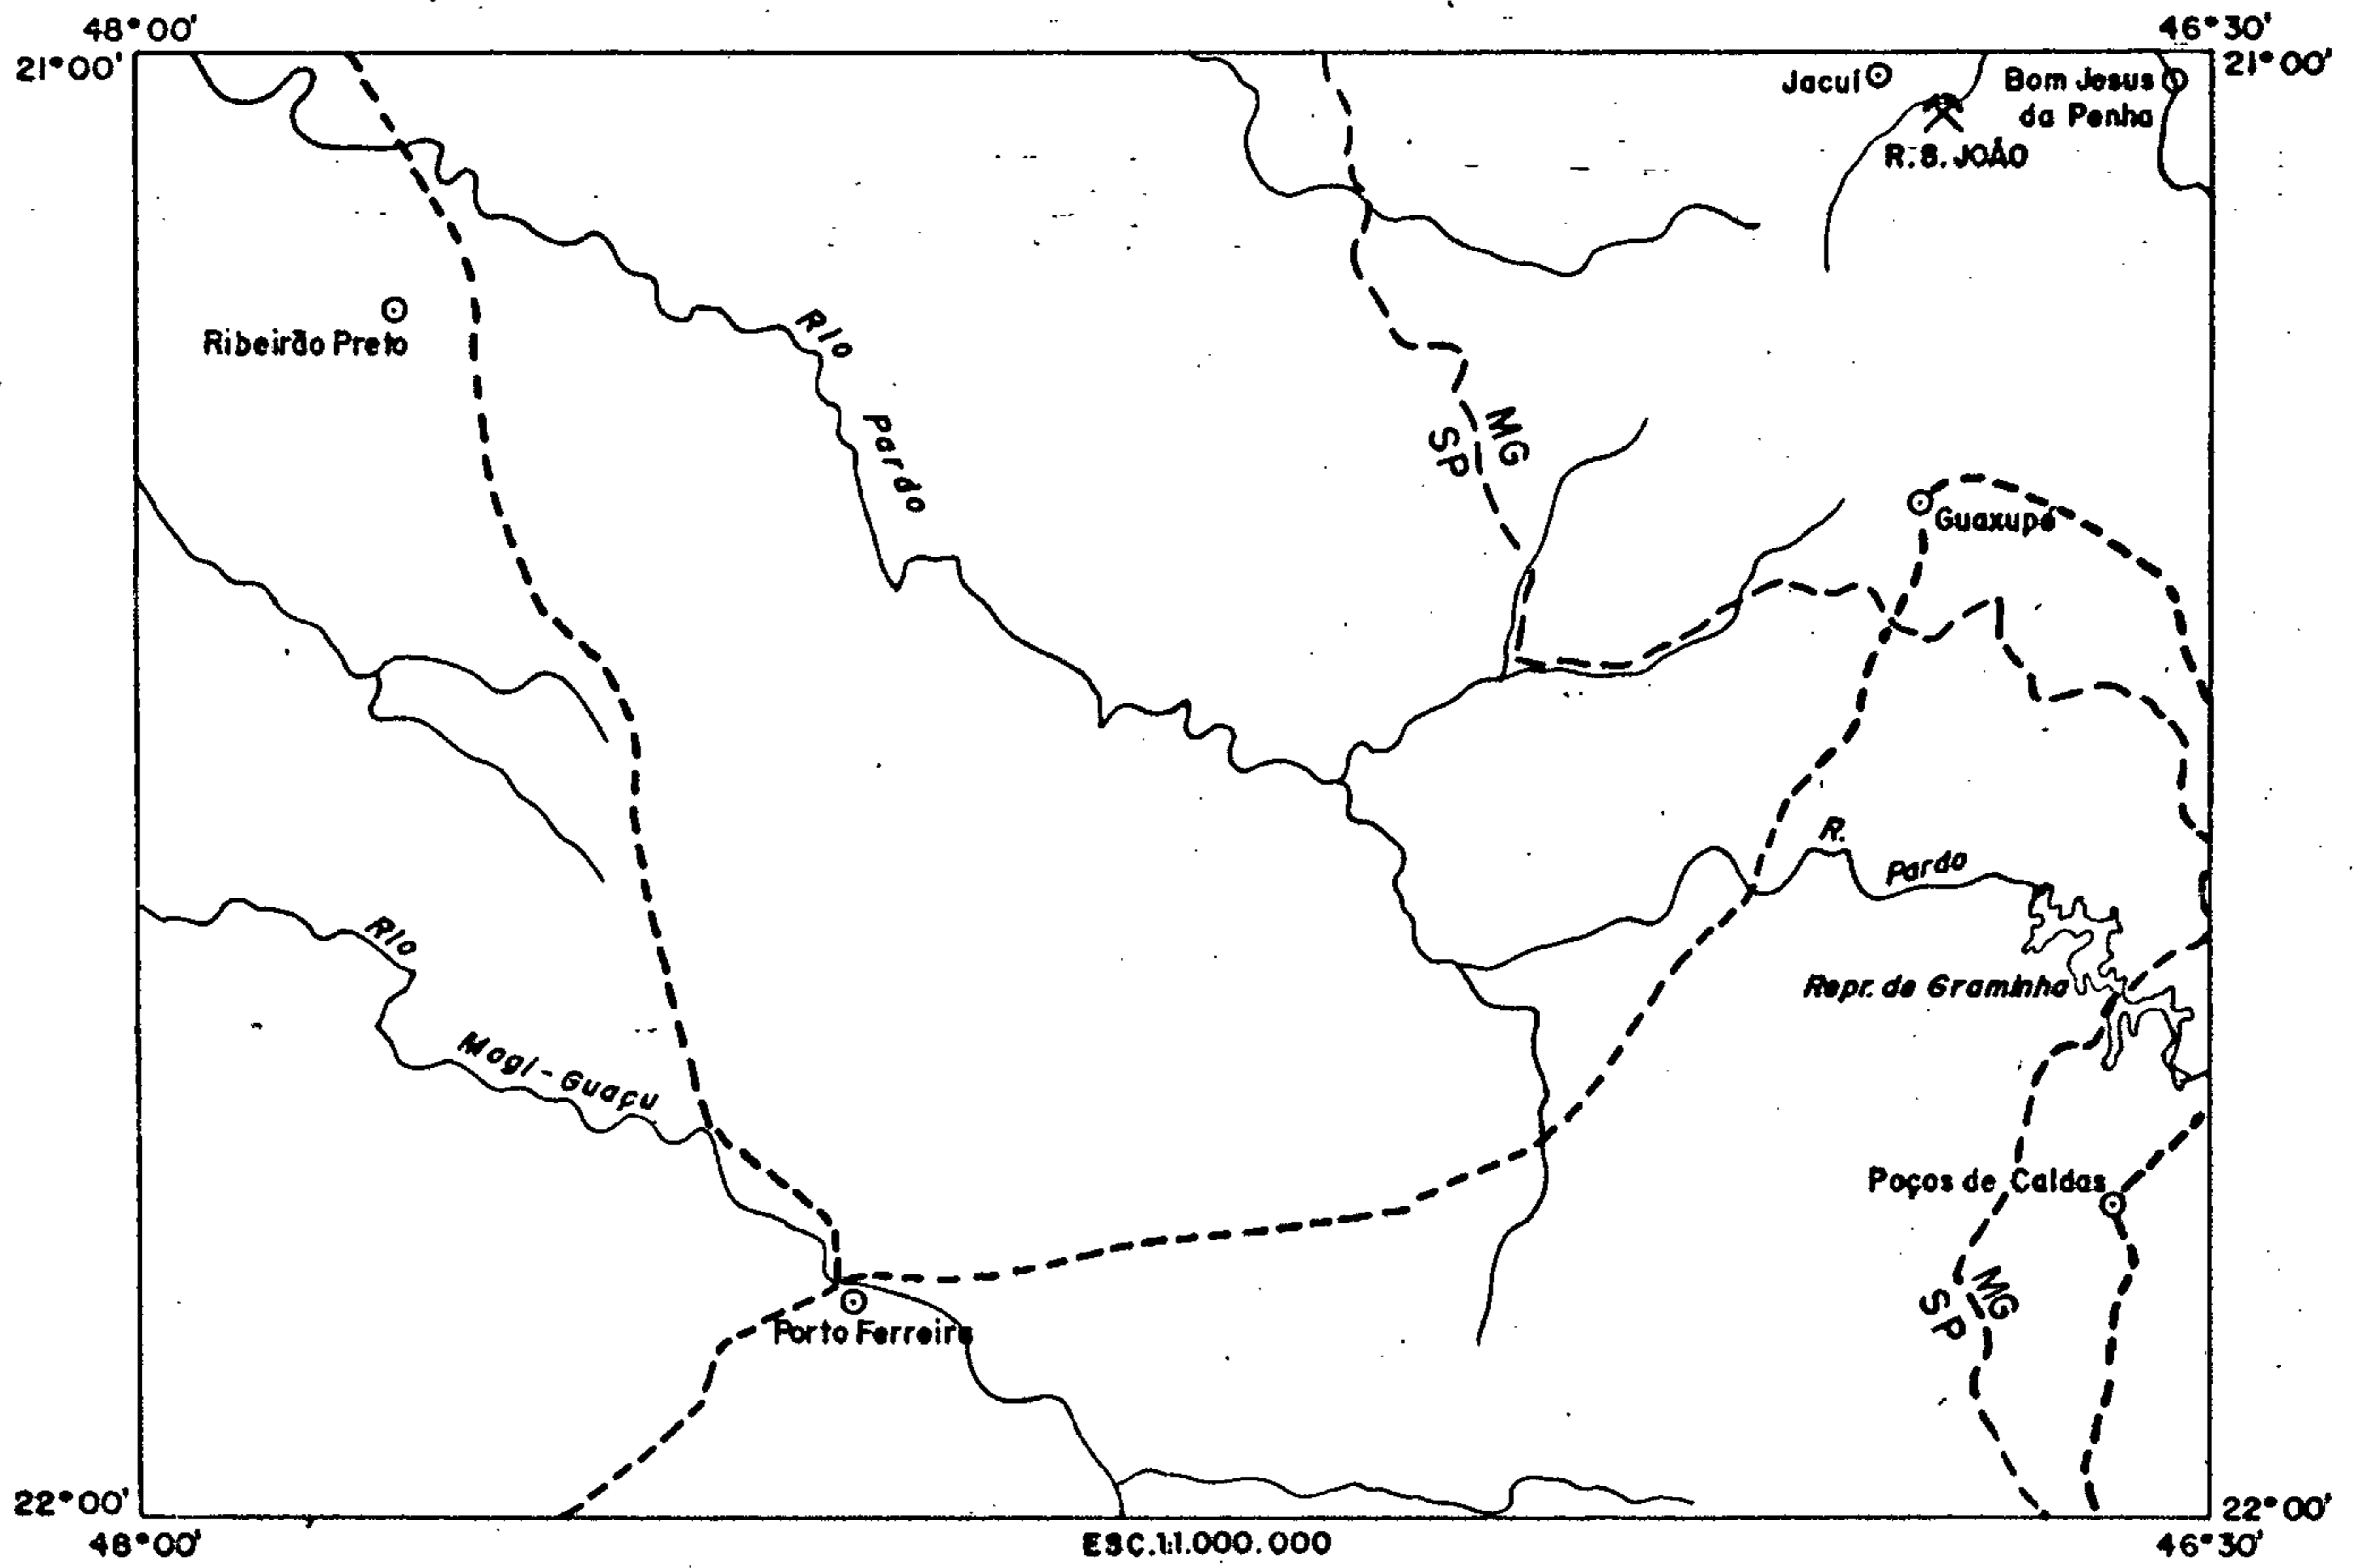 48°00'
46°30'
21°00'
21°00'
Jacuí
Bom Jesus
da Penha
R. S. JOÃO
Ribeirão Preto
Rio
Pardo
MG
SP
Guaxupé
R.
Pardo
Rio
Repr. de Graminha
Mogi-Guaçu
Poços de Caldas
MG
SP
Porto Ferreira
22°00'
22°00'
48°00'
ESC.1:1.000.000
46°30'